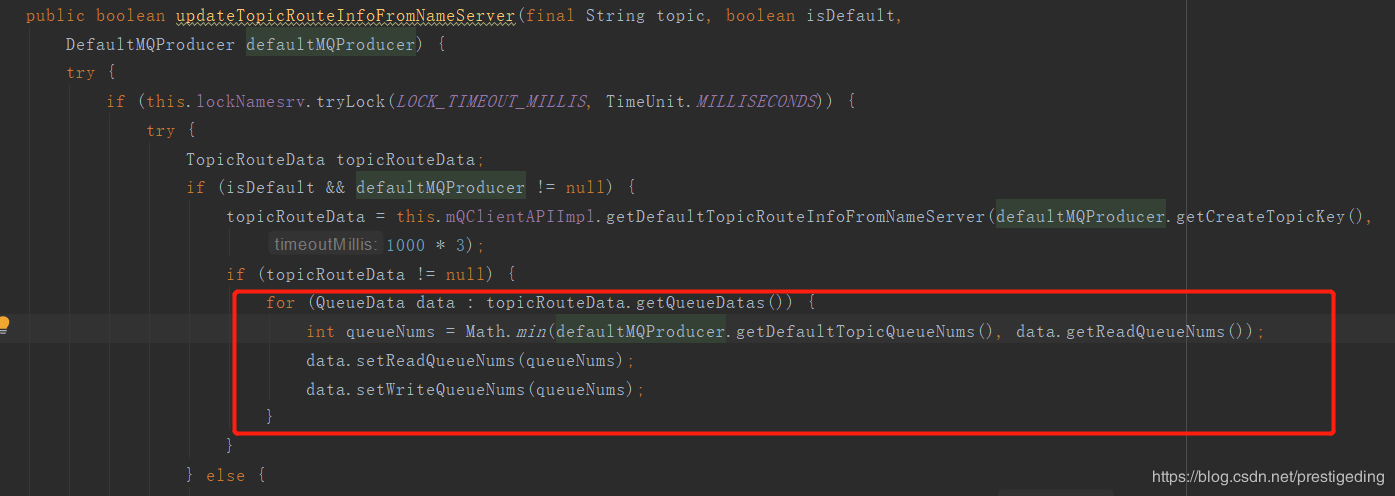 public boolean updateTopicRouteInfoFromNameServer(final String topic, boolean isDefault,
DefaultMQProducer defaultMQProducer) {
try {
if (this.lockNamesrv.tryLock(LOCK_TIMEOUT_MILLIS, TimeUnit.MILLISECONDS)) {
try {
TopicRouteData topicRouteData;
if (isDefault && defaultMQProducer != null) {
topicRouteData = this.mQClientAPIImpl.getDefaultTopicRouteInfoFromNameServer(defaultMQProducer.getCreateTopicKey(),
timeoutMillis: 1000 * 3);
if (topicRouteData != null) {
for (QueueData data : topicRouteData.getQueueDatas()) {
int queueNums = Math.min(defaultMQProducer.getDefaultTopicQueueNums(), data.getReadQueueNums());
data.setReadQueueNums(queueNums);
data.setWriteQueueNums(queueNums);
}
}
} else {
https://blog.csdn.net/prestigeding